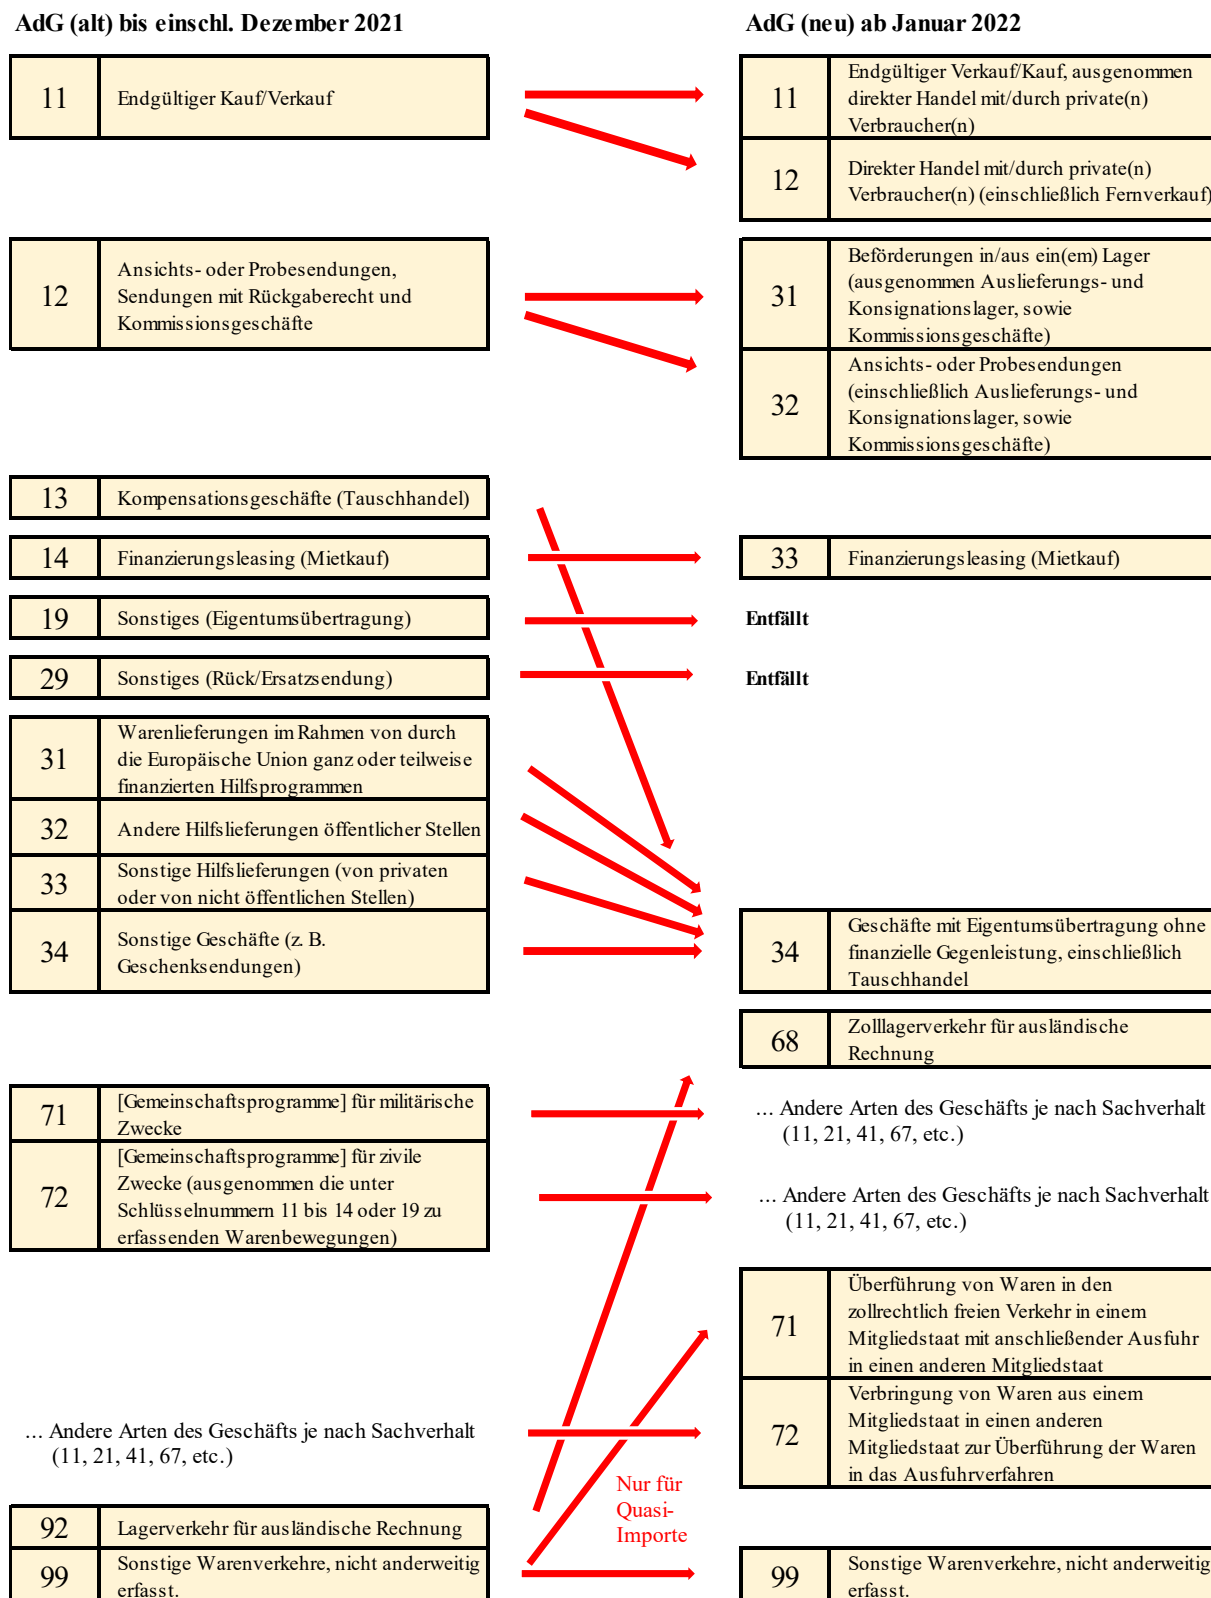 AdG (alt) bis einschl. Dezember 2021
AdG (neu) ab Januar 2022
11
Endgültiger Kauf/Verkauf
11
Endgültiger Verkauf/Kauf, ausgenommen
direkter Handel mit/durch private(n)
Verbraucher(n)
12
Direkter Handel mit/durch private(n)
Verbraucher(n) (einschließlich Fernverkauf)
12
Ansichts- oder Probesendungen,
Sendungen mit Rückgaberecht und
Kommissionsgeschäfte
31
Beförderungen in/aus ein(em) Lager
(ausgenommen Auslieferungs- und
Konsignationslager, sowie
Kommissionsgeschäfte)
32
Ansichts- oder Probesendungen
(einschließlich Auslieferungs- und
Konsignationslager, sowie
Kommissionsgeschäfte)
13
Kompensationsgeschäfte (Tauschhandel)
14
Finanzierungsleasing (Mietkauf)
33
Finanzierungsleasing (Mietkauf)
19
Sonstiges (Eigentumsübertragung)
Entfällt
29
Sonstiges (Rück/Ersatzsendung)
Entfällt
31
Warenlieferungen im Rahmen von durch
die Europäische Union ganz oder teilweise
finanzierten Hilfsprogrammen
32
Andere Hilfslieferungen öffentlicher Stellen
33
Sonstige Hilfslieferungen (von privaten
oder von nicht öffentlichen Stellen)
34
Sonstige Geschäfte (z. B.
Geschenksendungen)
34
Geschäfte mit Eigentumsübertragung ohne
finanzielle Gegenleistung, einschließlich
Tauschhandel
68
Zolllagerverkehr für ausländische
Rechnung
71
[Gemeinschaftsprogramme] für militärische
Zwecke
... Andere Arten des Geschäfts je nach Sachverhalt
(11, 21, 41, 67, etc.)
72
[Gemeinschaftsprogramme] für zivile
Zwecke (ausgenommen die unter
Schlüsselnummern 11 bis 14 oder 19 zu
erfassenden Warenbewegungen)
... Andere Arten des Geschäfts je nach Sachverhalt
(11, 21, 41, 67, etc.)
71
Überführung von Waren in den
zollrechtlich freien Verkehr in einem
Mitgliedstaat mit anschließender Ausfuhr
in einen anderen Mitgliedstaat
... Andere Arten des Geschäfts je nach Sachverhalt
(11, 21, 41, 67, etc.)
72
Verbringung von Waren aus einem
Mitgliedstaat in einen anderen
Mitgliedstaat zur Überführung der Waren
in das Ausfuhrverfahren
Nur für
Quasi-
Importe
92
Lagerverkehr für ausländische Rechnung
99
Sonstige Warenverkehre, nicht anderweitig
erfasst.
99
Sonstige Warenverkehre, nicht anderweitig
erfasst.